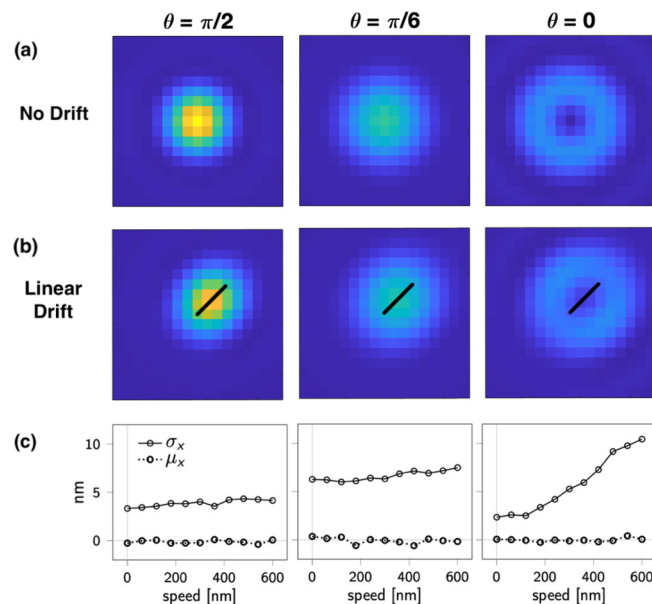 θ = π/2 θ = π/6 θ = 0
(a)
No Drift
(b)
Linear
Drift
(c)
10
5
0
nm
σx
μx
0 200 400 600 0 200 400 600 0 200 400 600
speed [nm] speed [nm] speed [nm]